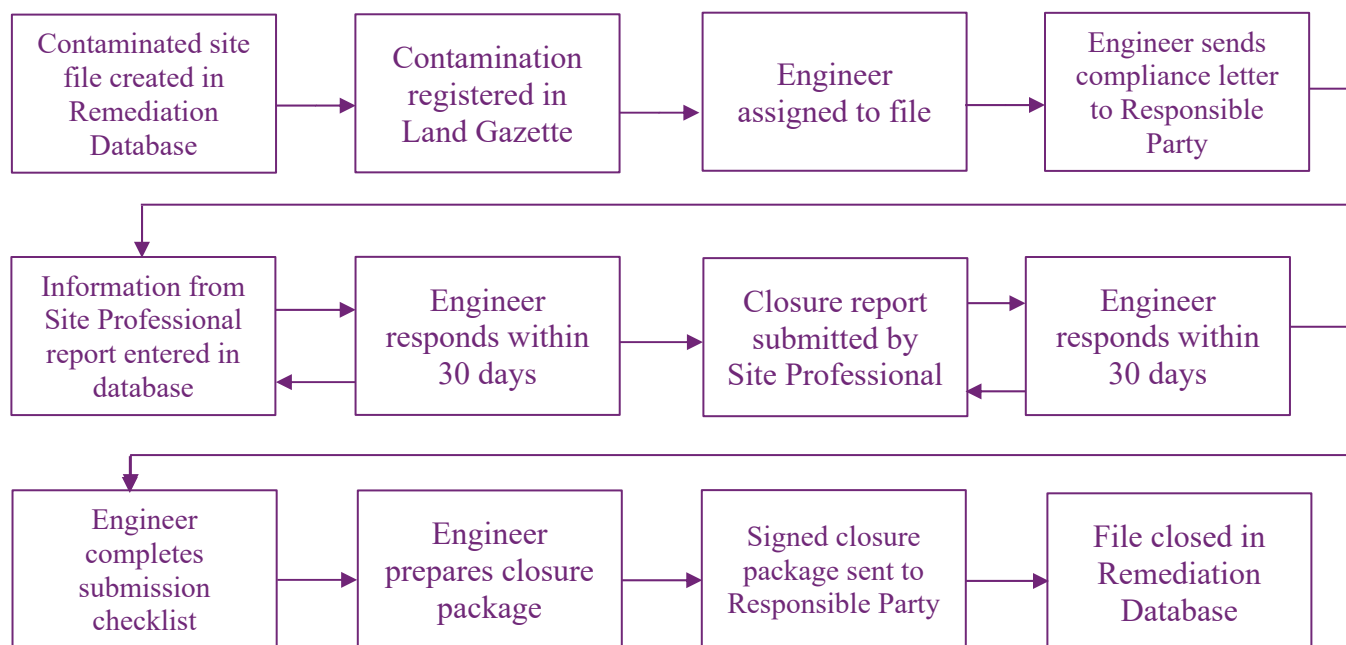 Contaminated site
file created in
Remediation
Database
Contamination
registered in
Land Gazette
Engineer
assigned to file
Engineer sends
compliance letter
to Responsible
Party
Information from
Site Professional
report entered in
database
Engineer
responds within
30 days
Closure report
submitted by
Site Professional
Engineer
responds within
30 days
Engineer
completes
submission
checklist
Engineer
prepares closure
package
Signed closure
package sent to
Responsible Party
File closed in
Remediation
Database